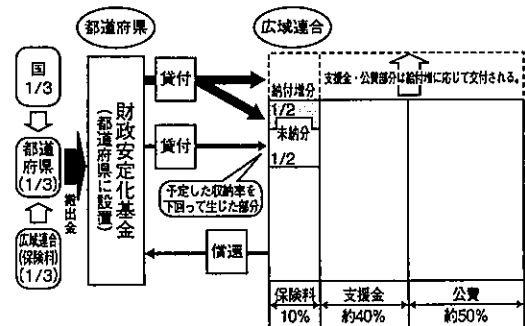 都道府県
広域連合
国
1/3
都道
府県
(1/3)
広域連合
(保険料)
(1/3)
拠出金
財政安定化基金
(都道府県に設置)
貸付
貸付
償還
給付増分
1/2
未納分
1/2
予定した収納率を
下回って生じた部分
支援金・公費部分は給付増に応じて交付される。
保険料
10%
支援金
約40%
公費
約50%